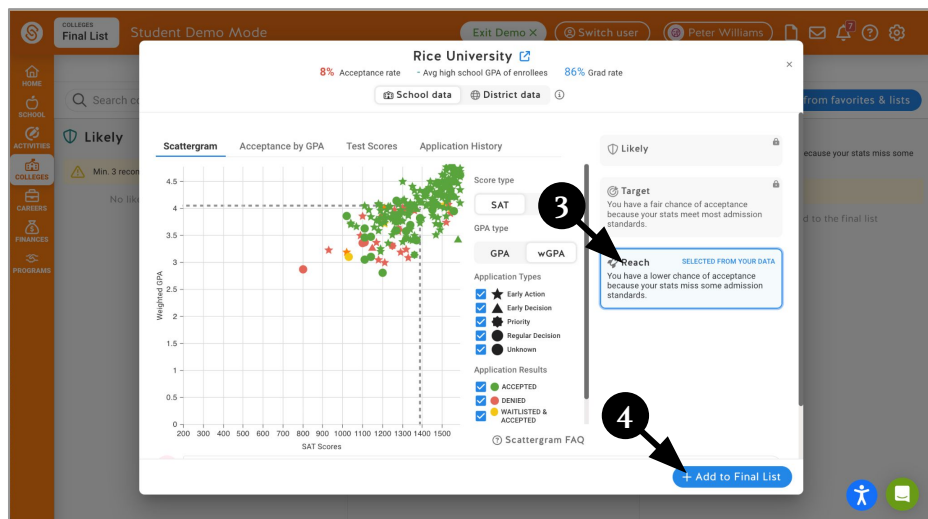 COLLEGES
Final List
Student Demo Mode
Exit Demo ×
Switch user
Peter Williams
7
HOME
SCHOOL
ACTIVITIES
COLLEGES
CAREERS
FINANCES
PROGRAMS
Search
from favorites & lists
Likely
Min. 3
because your stats miss some
to the final list
Rice University
×
8% Acceptance rate - Avg high school GPA of enrollees 86% Grad rate
School data District data
Scattergram Acceptance by GPA Test Scores Application History
Weighted GPA
4.5
4
3.5
3
2.5
2
1.5
1
0.5
0
200 300 400 500 600 700 800 900 1000 1100 1200 1300 1400 1500
SAT Scores
Score type
SAT
GPA type
GPA wGPA
Application Types
Early Action
Early Decision
Priority
Regular Decision
Unknown
Application Results
ACCEPTED
DENIED
WAITLISTED &
ACCEPTED
Scattergram FAQ
Likely
Target
You have a fair chance of acceptance
because your stats meet most admission
standards.
3
Reach SELECTED FROM YOUR DATA
You have a lower chance of acceptance
because your stats miss some admission
standards.
4
+ Add to Final List